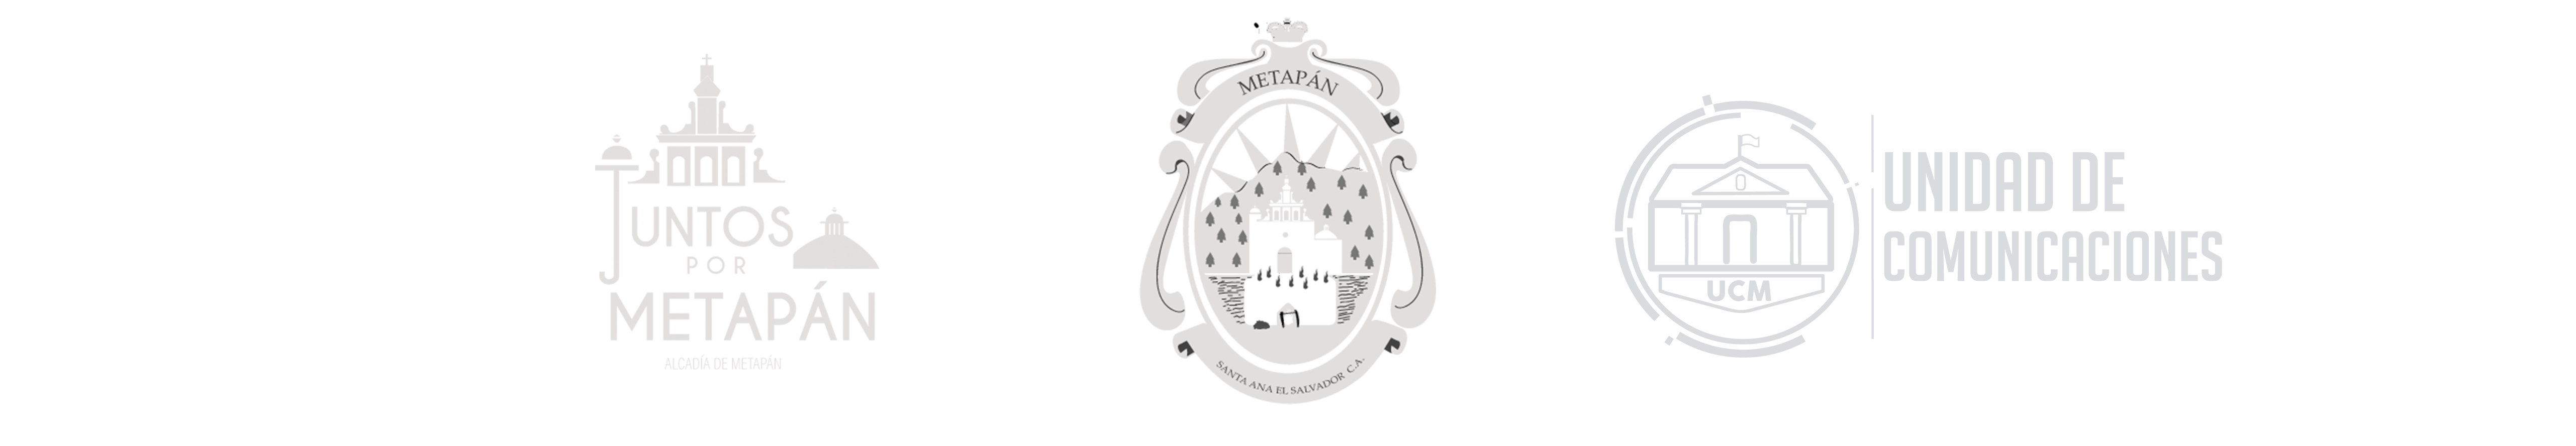 JUNTOS
POR
METAPÁN
ALCADÍA DE METAPÁN
METAPÁN
SANTA ANA EL SALVADOR C.A.
UCM
UNIDAD DE
COMUNICACIONES